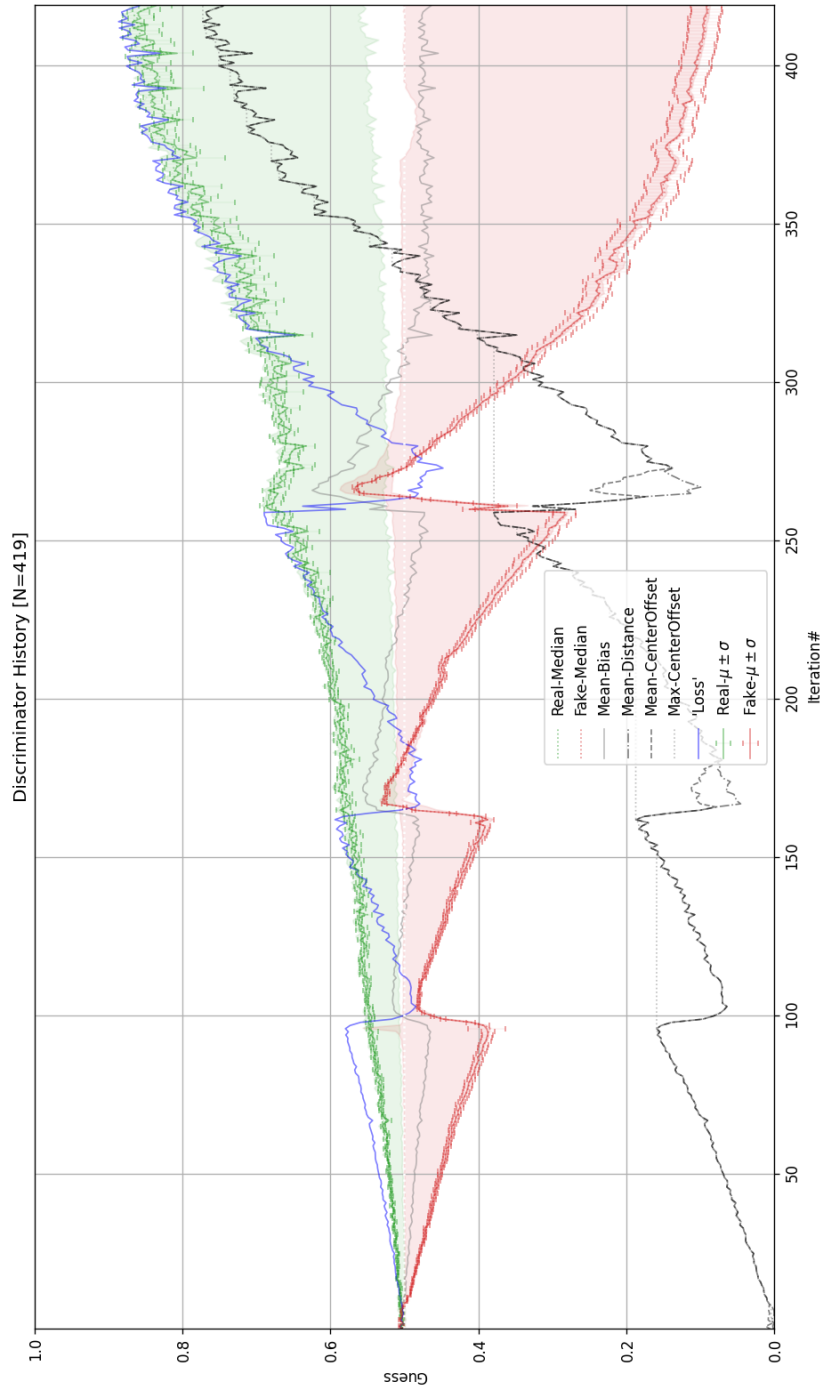 Discriminator History [N=419]
1.0
0.8
0.6
0.4
0.2
0.0
Guess
50
100
150
200
250
300
350
400
Iteration#
Real-Median
Fake-Median
Mean-Bias
Mean-Distance
Mean-CenterOffset
Max-CenterOffset
'Loss'
Real-μ ± σ
Fake-μ ± σ